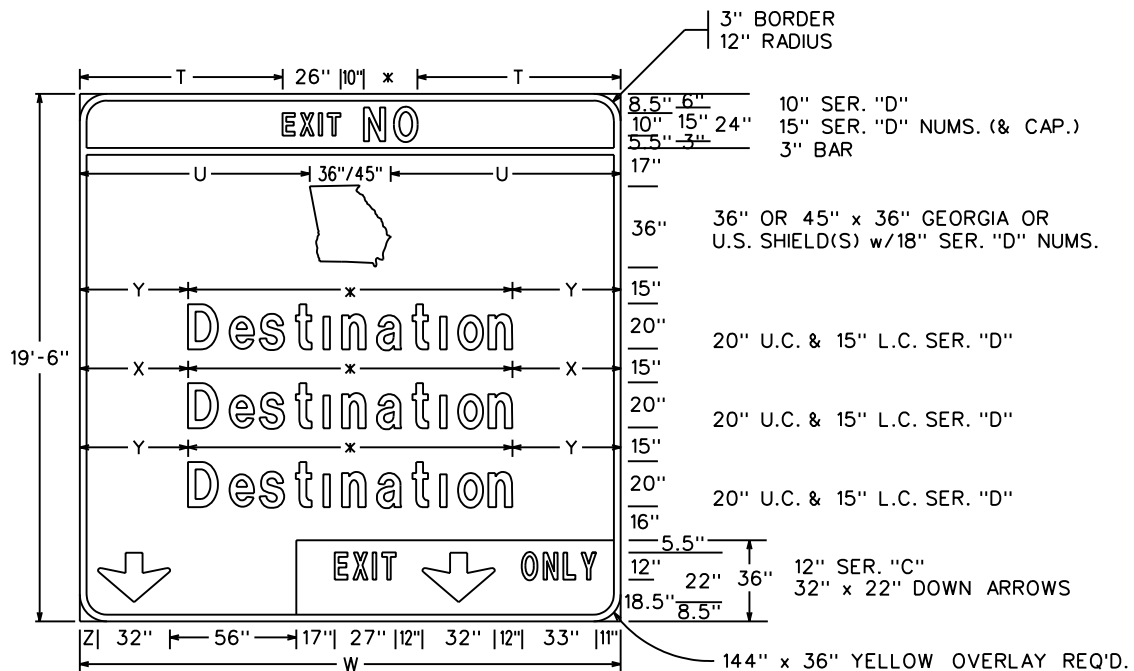 3" BORDER
12" RADIUS
T 26" 10" * T
8.5" 6"
10" 15" 24"
5.5" 3"
10" SER. "D"
15" SER. "D" NUMS. (& CAP.)
3" BAR
EXIT NO
17"
U 36"/45" U
36"
36" OR 45" x 36" GEORGIA OR
U.S. SHIELD(S) w/18" SER. "D" NUMS.
Y * Y
15"
Destination
20"
20" U.C. & 15" L.C. SER. "D"
19'-6"
X * X
15"
Destination
20"
20" U.C. & 15" L.C. SER. "D"
Y * Y
15"
Destination
20"
20" U.C. & 15" L.C. SER. "D"
16"
5.5"
EXIT ONLY
12" 22" 36"
18.5" 8.5"
12" SER. "C"
32" x 22" DOWN ARROWS
Z 32" 56" 17" 27" 12" 32" 12" 33" 11"
W
144" x 36" YELLOW OVERLAY REQ'D.